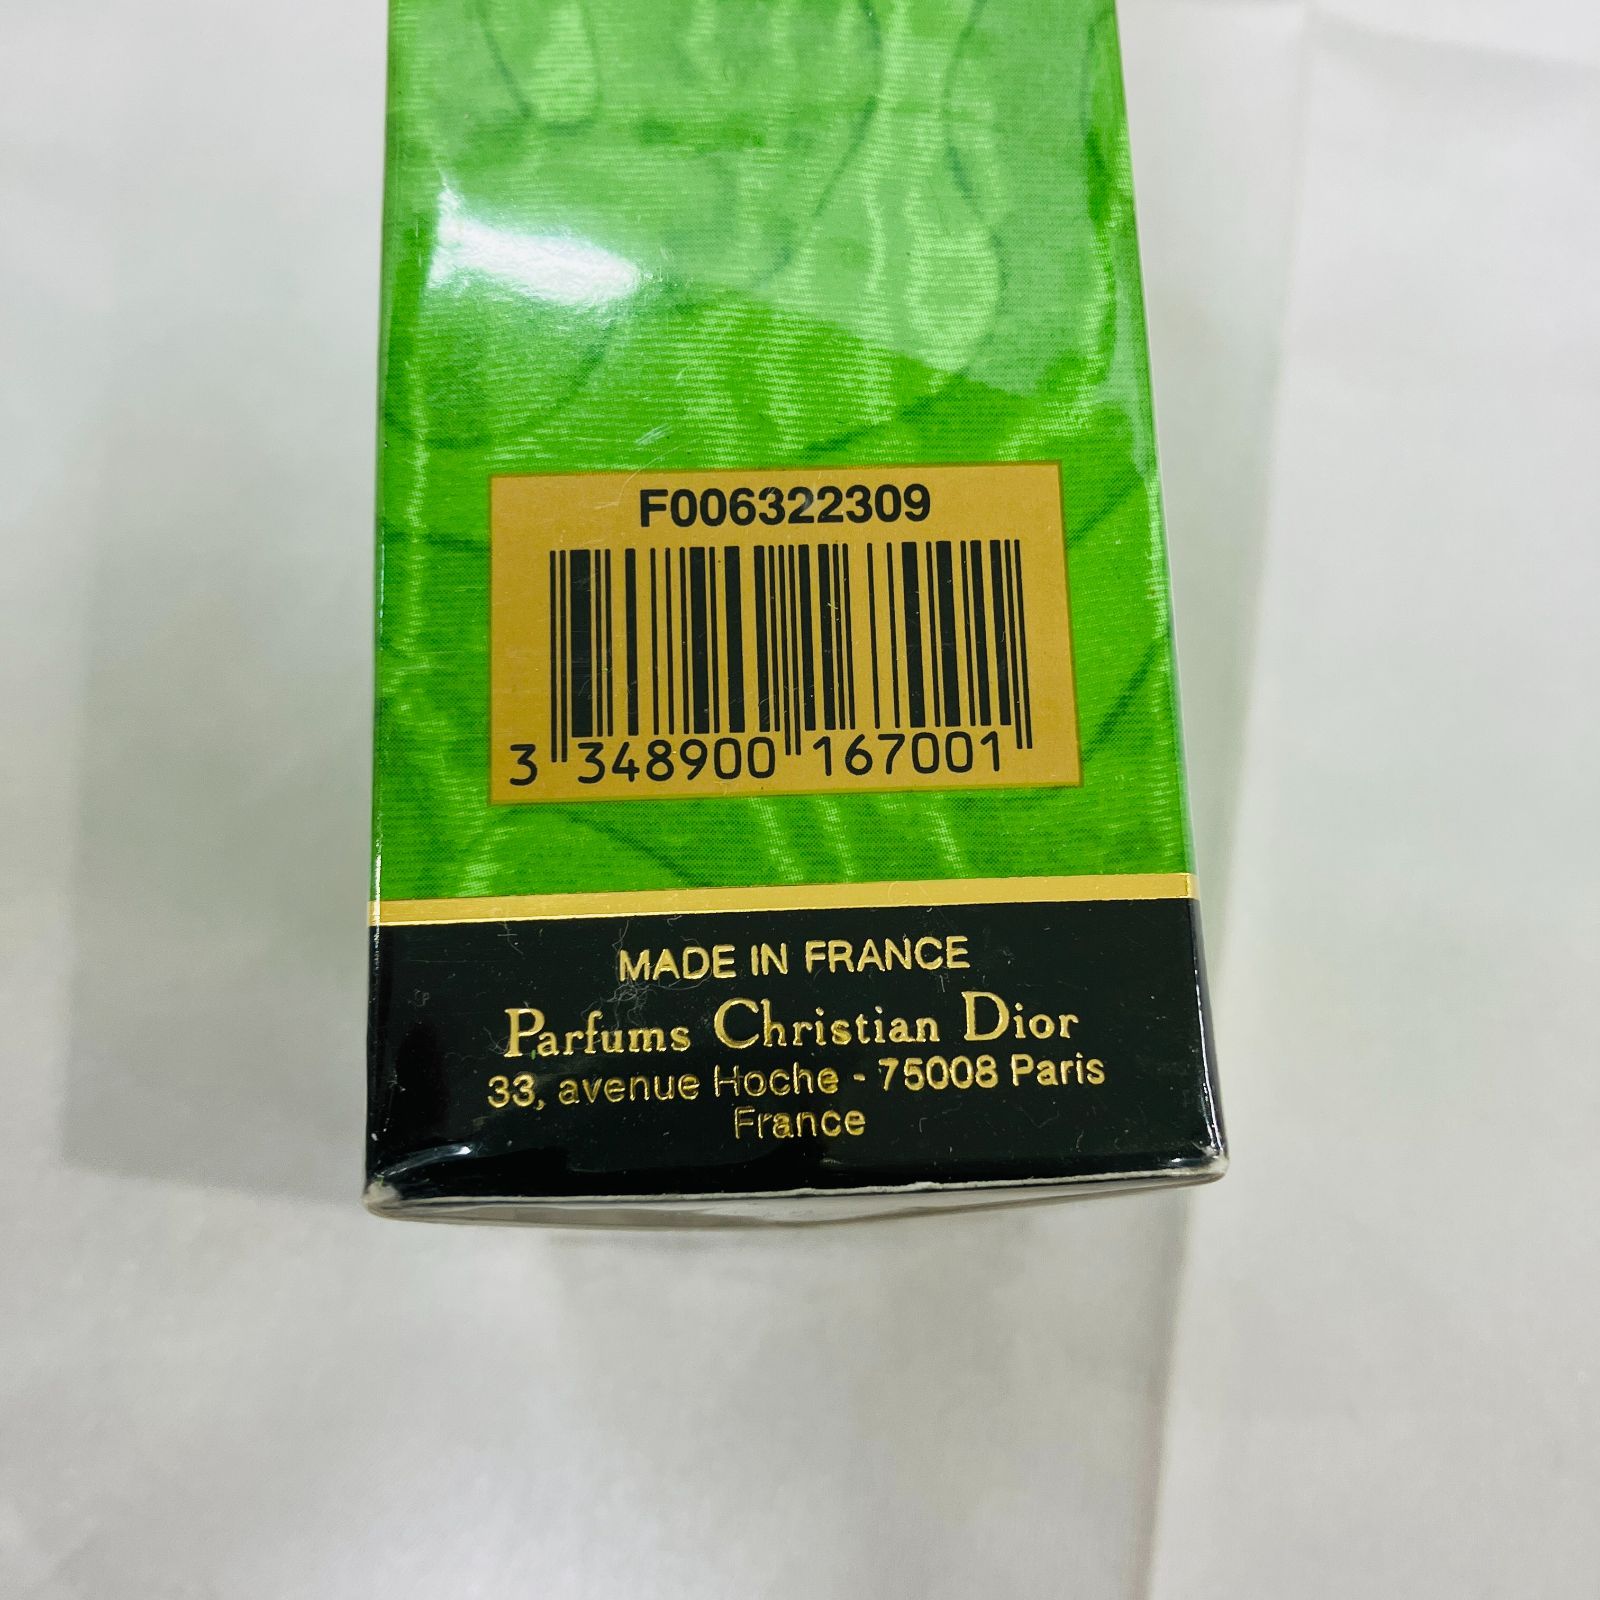 F006322309
3 348900 167001
MADE IN FRANCE
Parfums Christian Dior
33, avenue Hoche - 75008 Paris
France